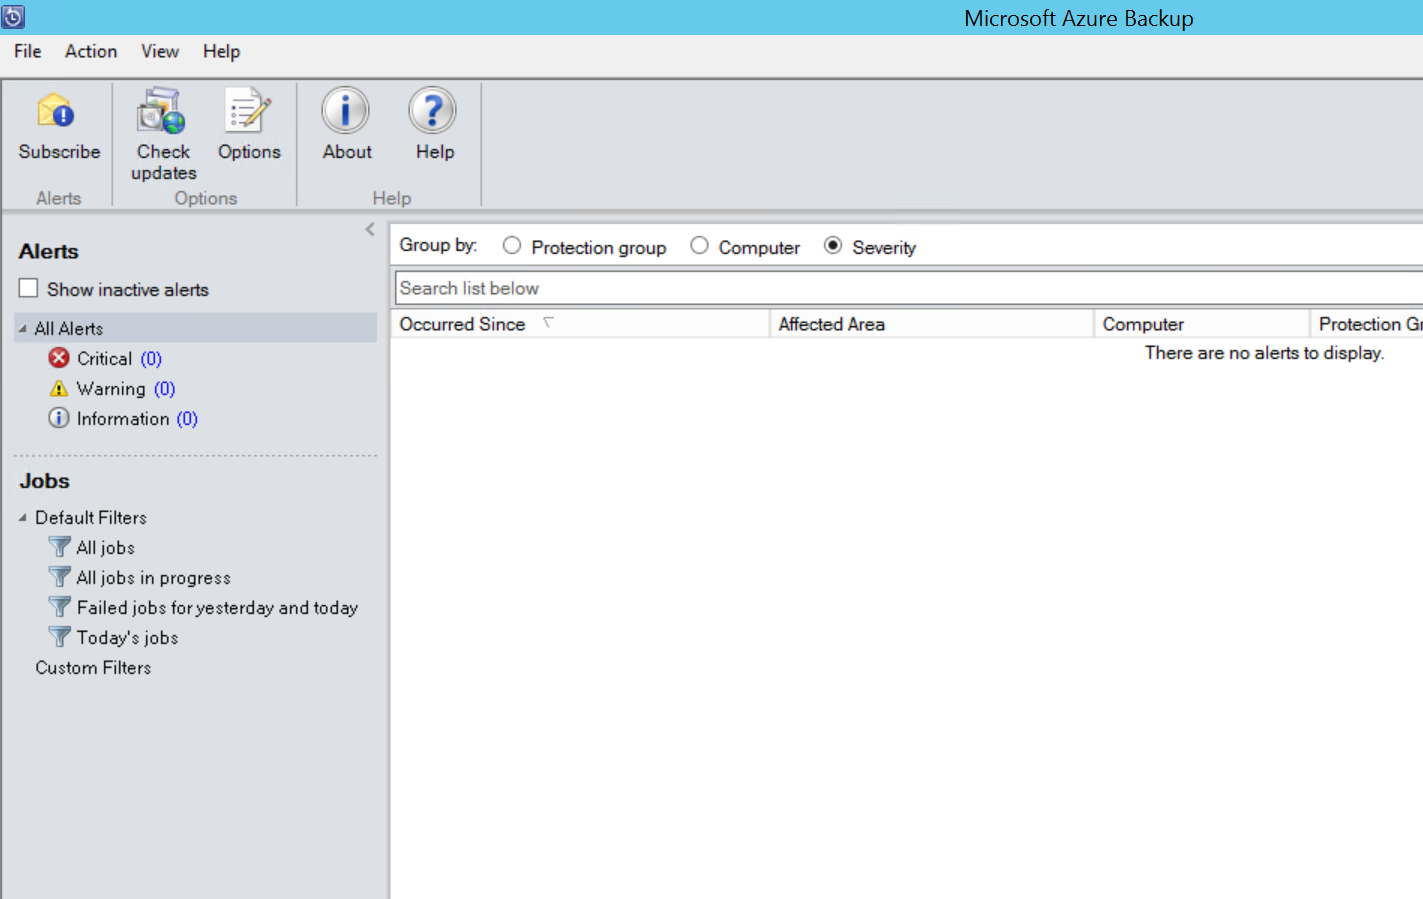 Microsoft Azure Backup
File Action View Help
Subscribe
Check updates
Options
About
Help
Alerts
Options
Help
Alerts
Show inactive alerts
All Alerts
Critical (0)
Warning (0)
Information (0)
Jobs
Default Filters
All jobs
All jobs in progress
Failed jobs for yesterday and today
Today's jobs
Custom Filters
Group by: Protection group Computer Severity
Search list below
Occurred Since Affected Area Computer Protection Gr
There are no alerts to display.